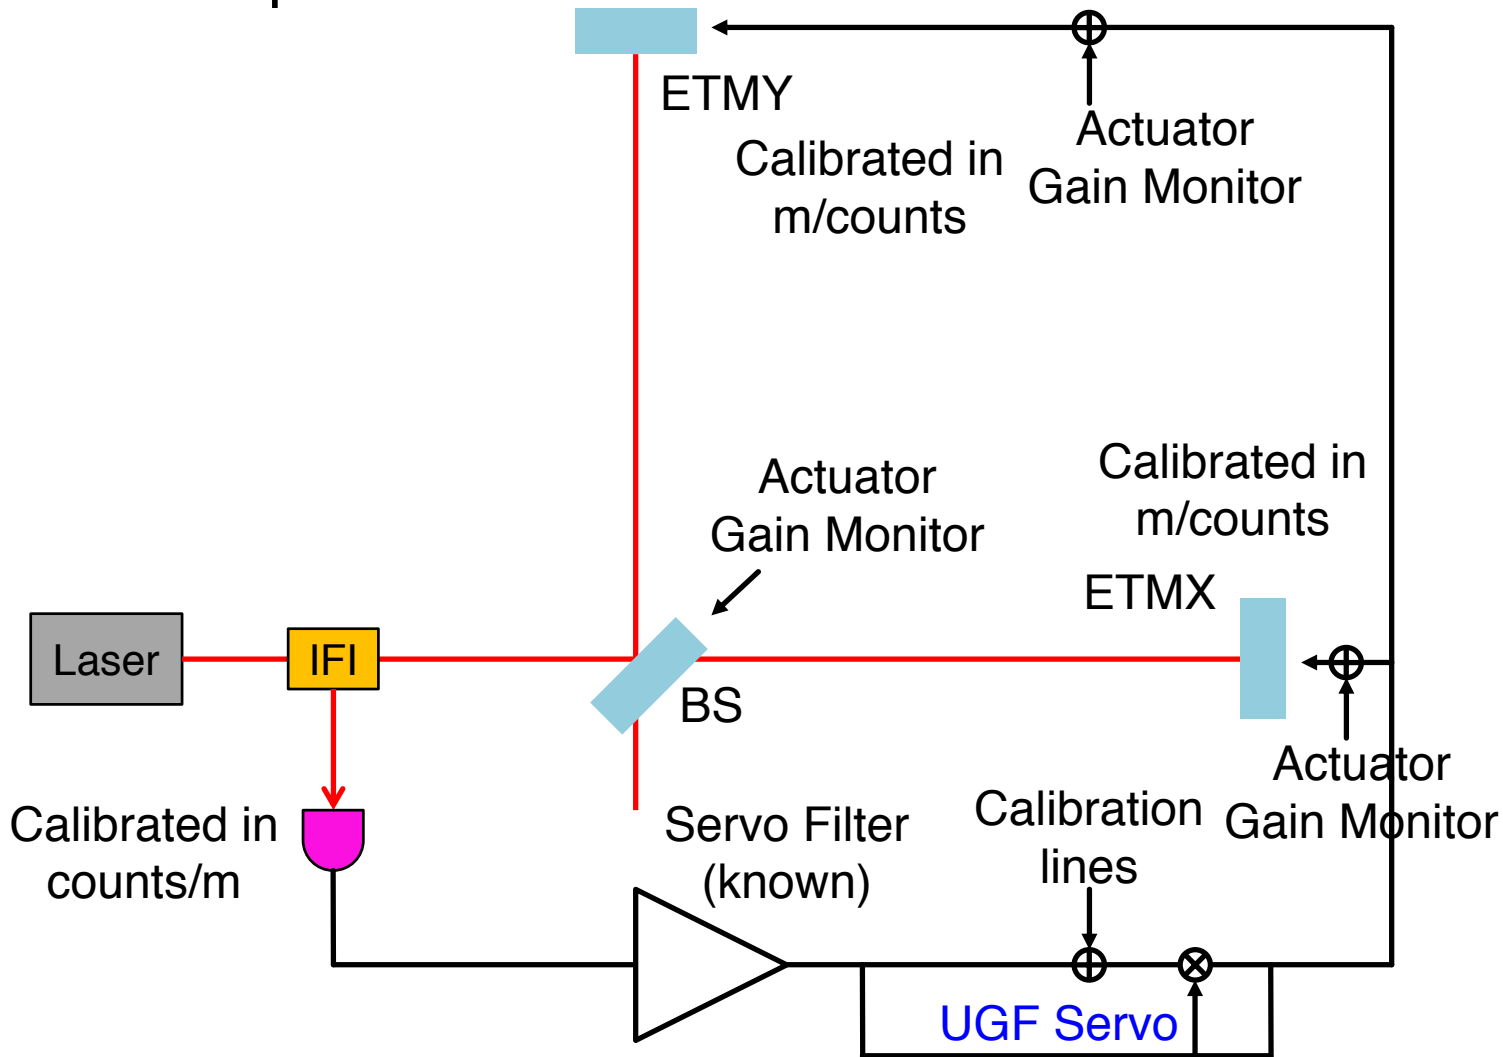 ETMY
Actuator
Gain Monitor
Calibrated in
m/counts
Actuator
Gain Monitor
Calibrated in
m/counts
ETMX
Laser
IFI
BS
Actuator
Gain Monitor
Calibrated in
counts/m
Servo Filter
(known)
Calibration
lines
UGF Servo